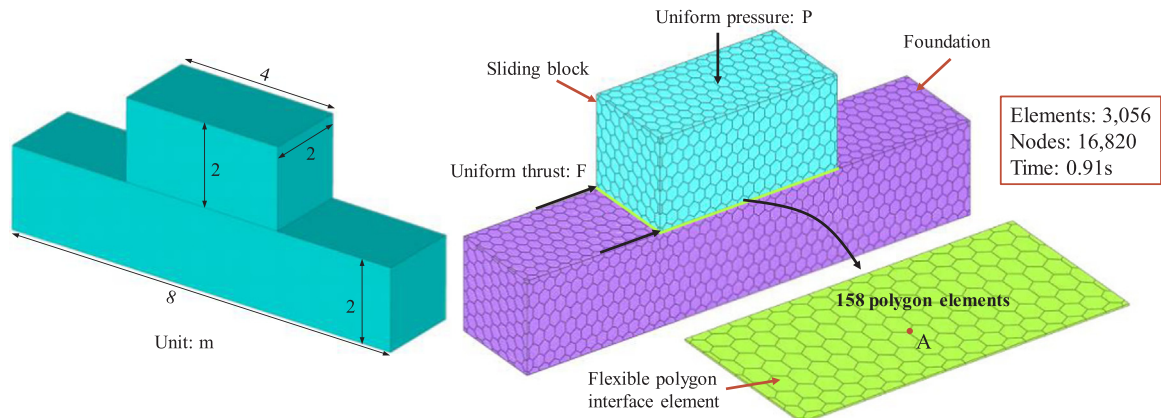 4
2
2
8
2
Unit: m
Uniform pressure: P
Foundation
Sliding block
Elements: 3,056
Nodes: 16,820
Time: 0.91s
Uniform thrust: F
158 polygon elements
A
Flexible polygon
interface element